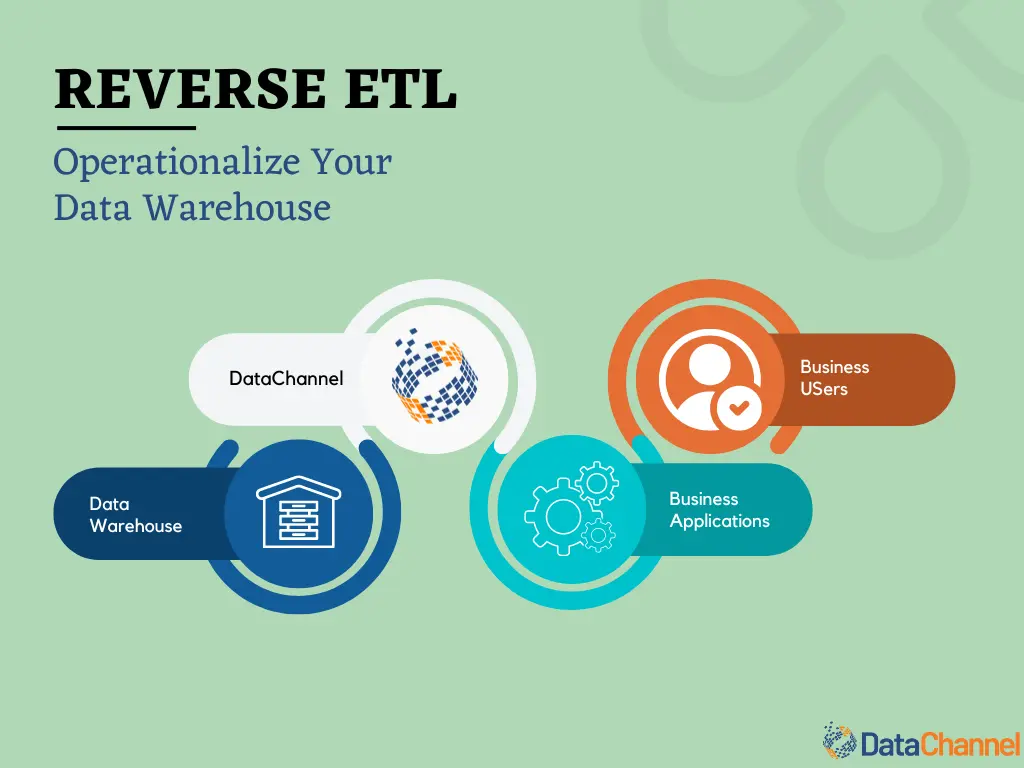 REVERSE ETL
Operationalize Your
Data Warehouse
DataChannel
Business
USers
Data
Warehouse
Business
Applications
DataChannel